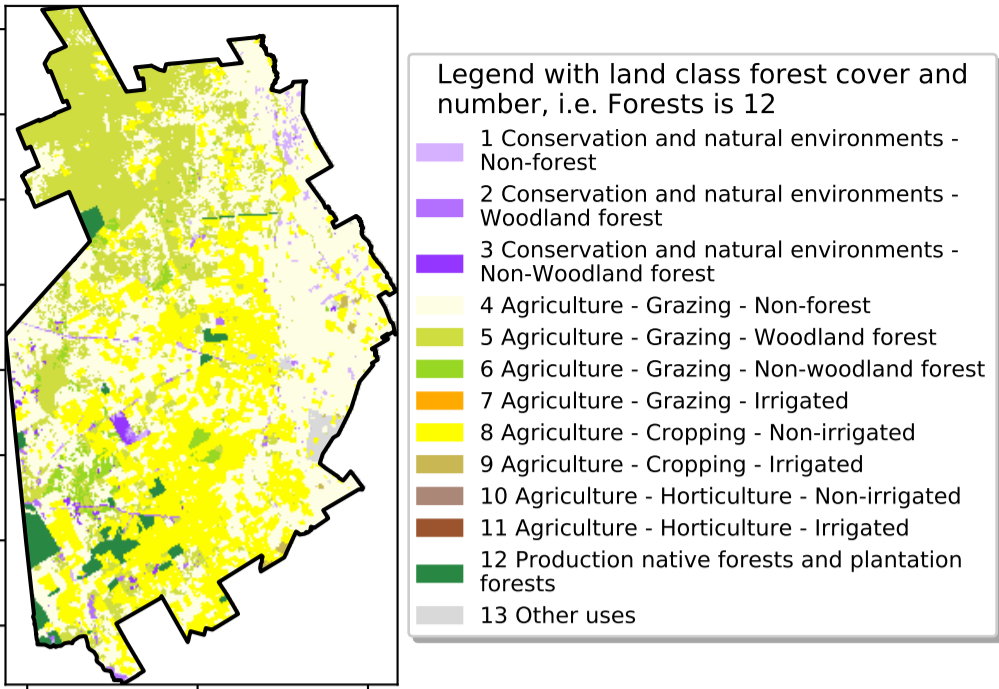 Legend with land class forest cover and
number, i.e. Forests is 12
1 Conservation and natural environments -
Non-forest
2 Conservation and natural environments -
Woodland forest
3 Conservation and natural environments -
Non-Woodland forest
4 Agriculture - Grazing - Non-forest
5 Agriculture - Grazing - Woodland forest
6 Agriculture - Grazing - Non-woodland forest
7 Agriculture - Grazing - Irrigated
8 Agriculture - Cropping - Non-irrigated
9 Agriculture - Cropping - Irrigated
10 Agriculture - Horticulture - Non-irrigated
11 Agriculture - Horticulture - Irrigated
12 Production native forests and plantation
forests
13 Other uses